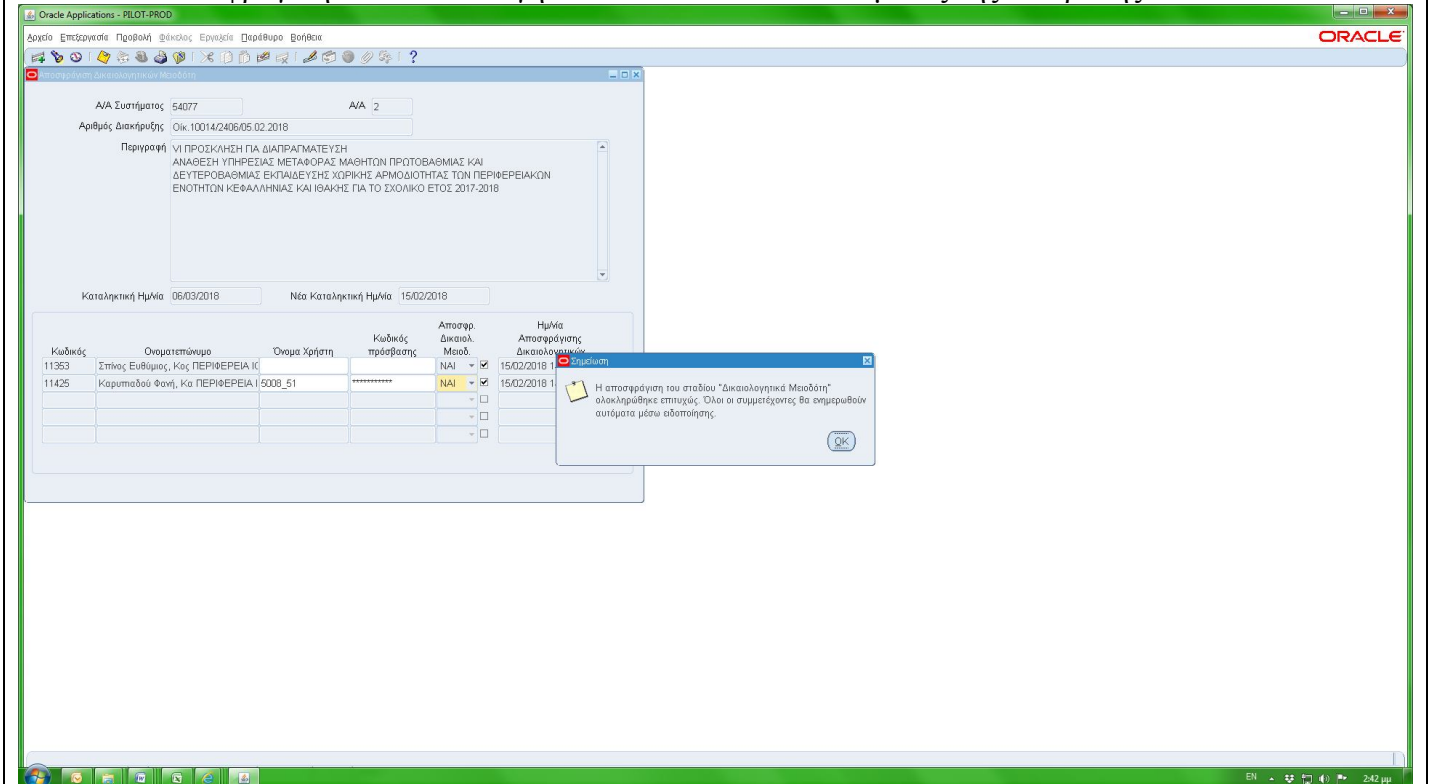 Oracle Applications - PILOT-PROD
Αρχείο Επεξεργασία Προβολή Φάκελος Εργαλεία Παράθυρο Βοήθεια
ORACLE
Αποσφράγιση Δικαιολογητικών Μειοδότη
Α/Α Συστήματος 54077 Α/Α 2
Αριθμός Διακήρυξης Οίκ.10014/2406/05.02.2018
Περιγραφή VI ΠΡΟΣΚΛΗΣΗ ΓΙΑ ΔΙΑΠΡΑΓΜΑΤΕΥΣΗ
ΑΝΑΘΕΣΗ ΥΠΗΡΕΣΙΑΣ ΜΕΤΑΦΟΡΑΣ ΜΑΘΗΤΩΝ ΠΡΩΤΟΒΑΘΜΙΑΣ ΚΑΙ
ΔΕΥΤΕΡΟΒΑΘΜΙΑΣ ΕΚΠΑΙΔΕΥΣΗΣ ΧΩΡΙΚΗΣ ΑΡΜΟΔΙΟΤΗΤΑΣ ΤΩΝ ΠΕΡΙΦΕΡΕΙΑΚΩΝ
ΕΝΟΤΗΤΩΝ ΚΕΦΑΛΛΗΝΙΑΣ ΚΑΙ ΙΘΑΚΗΣ ΓΙΑ ΤΟ ΣΧΟΛΙΚΟ ΕΤΟΣ 2017-2018
Καταληκτική Ημ/νία 06/03/2018 Νέα Καταληκτική Ημ/νία 15/02/2018
Κωδικός Ονοματεπώνυμο Όνομα Χρήστη Κωδικός πρόσβασης Αποσφρ. Δικαιολ. Μειοδ. Ημ/νία Αποσφράγισης Δικαιολογητικών
11353 Σπίνος Ευθύμιος, Κος ΠΕΡΙΦΕΡΕΙΑ ΙΟ ΝΑΙ 15/02/2018 1
11425 Καρυπιαδού Φανή, Κα ΠΕΡΙΦΕΡΕΙΑ Ι 5008_51 *********** ΝΑΙ 15/02/2018 1
Σημείωση
Η αποσφράγιση του σταδίου "Δικαιολογητικά Μειοδότη"
ολοκληρώθηκε επιτυχώς. Όλοι οι συμμετέχοντες θα ενημερωθούν
αυτόματα μέσω ειδοποίησης.
OK
EN 2:42 μμ